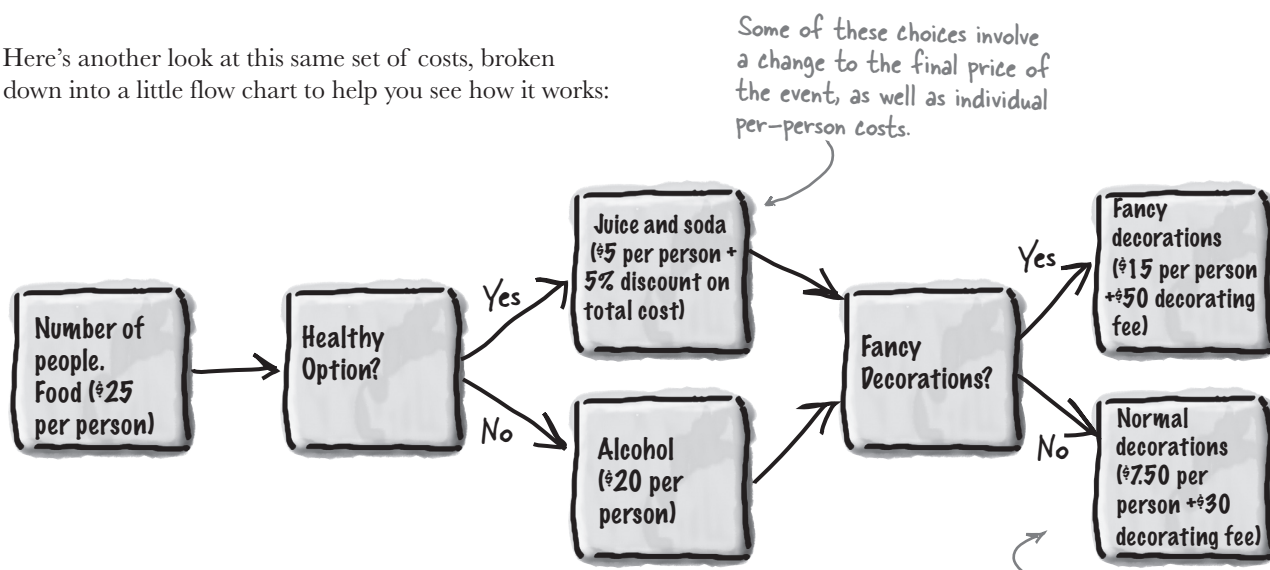 Here's another look at this same set of costs, broken
down into a little flow chart to help you see how it works:
Some of these choices involve
a change to the final price of
the event, as well as individual
per-person costs.
Number of
people.
Food ($25
per person)
Healthy
Option?
Yes
No
Juice and soda
($5 per person +
5% discount on
total cost)
Alcohol
($20 per
person)
Fancy
Decorations?
Yes
No
Fancy
decorations
($15 per person
+$50 decorating
fee)
Normal
decorations
($7.50 per
person +$30
decorating fee)